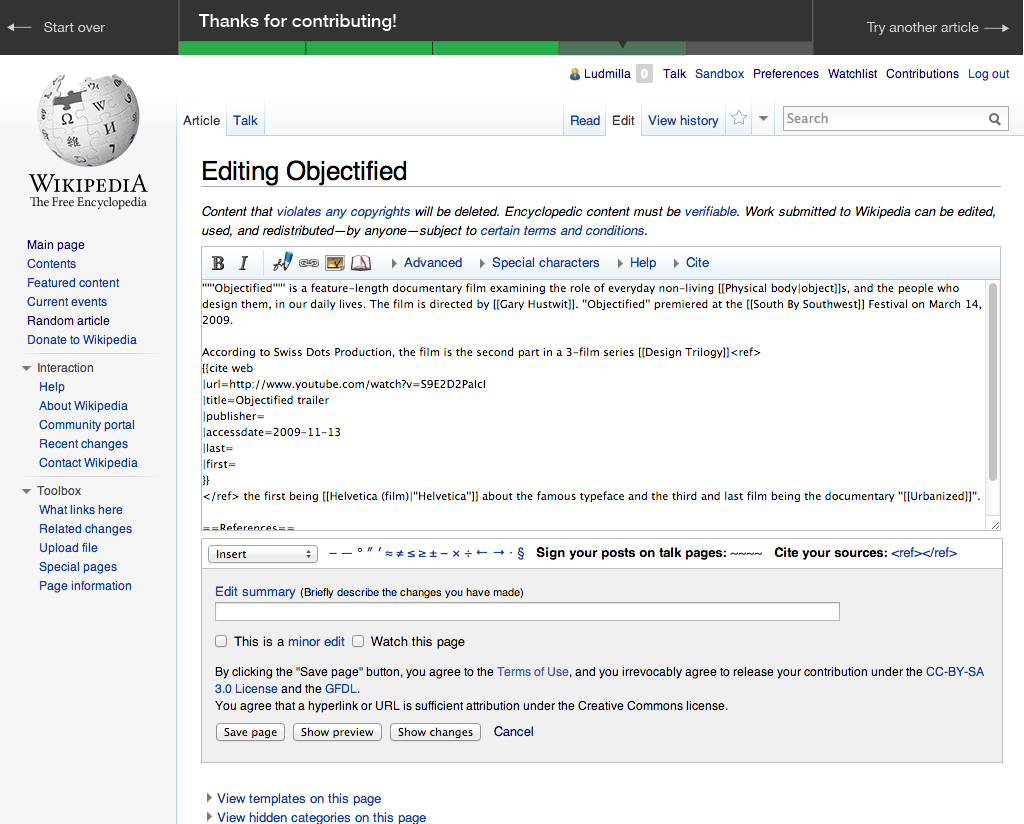 Start over
Thanks for contributing!
Try another article
Ludmilla 0 Talk Sandbox Preferences Watchlist Contributions Log out
Article Talk Read Edit View history Search
Ω W И 維
WIKIPEDIA
The Free Encyclopedia
Main page
Contents
Featured content
Current events
Random article
Donate to Wikipedia
Interaction
Help
About Wikipedia
Community portal
Recent changes
Contact Wikipedia
Toolbox
What links here
Related changes
Upload file
Special pages
Page information
Editing Objectified
Content that violates any copyrights will be deleted. Encyclopedic content must be verifiable. Work submitted to Wikipedia can be edited,
used, and redistributed—by anyone—subject to certain terms and conditions.
B I Advanced Special characters Help Cite
"""Objectified""" is a feature-length documentary film examining the role of everyday non-living [[Physical body|object]]s, and the people who
design them, in our daily lives. The film is directed by [[Gary Hustwit]]. "Objectified" premiered at the [[South By Southwest]] Festival on March 14,
2009.
According to Swiss Dots Production, the film is the second part in a 3-film series [[Design Trilogy]]<ref>
{{cite web
|url=http://www.youtube.com/watch?v=S9E2D2PaIcI
|title=Objectified trailer
|publisher=
|accessdate=2009-11-13
|last=
|first=
}}
</ref> the first being [[Helvetica (film)|"Helvetica"]] about the famous typeface and the third and last film being the documentary "[[Urbanized]]".
==References==
Insert – — ° ″ ′ ≈ ≠ ≤ ≥ ± − × ÷ ← → · § Sign your posts on talk pages: ~~~~ Cite your sources: <ref></ref>
Edit summary (Briefly describe the changes you have made)
This is a minor edit Watch this page
By clicking the "Save page" button, you agree to the Terms of Use, and you irrevocably agree to release your contribution under the CC-BY-SA
3.0 License and the GFDL.
You agree that a hyperlink or URL is sufficient attribution under the Creative Commons license.
Save page Show preview Show changes Cancel
View templates on this page
View hidden categories on this page